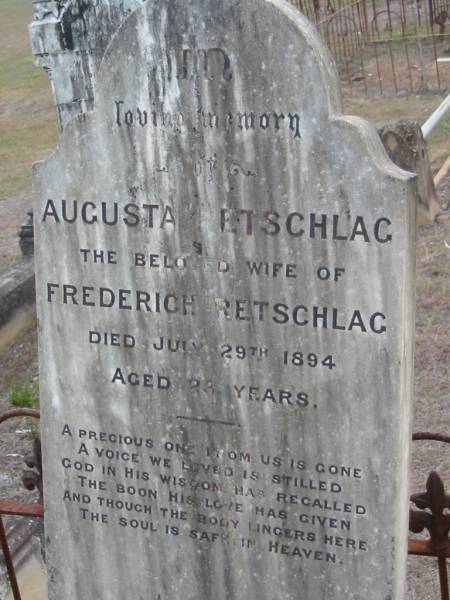 In
loving memory
of
AUGUSTA RETSCHLAG
THE BELOVED WIFE OF
FREDERICH RETSCHLAG
DIED JULY 29TH 1894
AGED YEARS.
A PRECIOUS ONE FROM US IS GONE
A VOICE WE LOVED IS STILLED
GOD IN HIS WISDOM HAS RECALLED
THE BOON HIS LOVE HAS GIVEN
AND THOUGH THE BODY LINGERS HERE
THE SOUL IS SAFE IN HEAVEN.